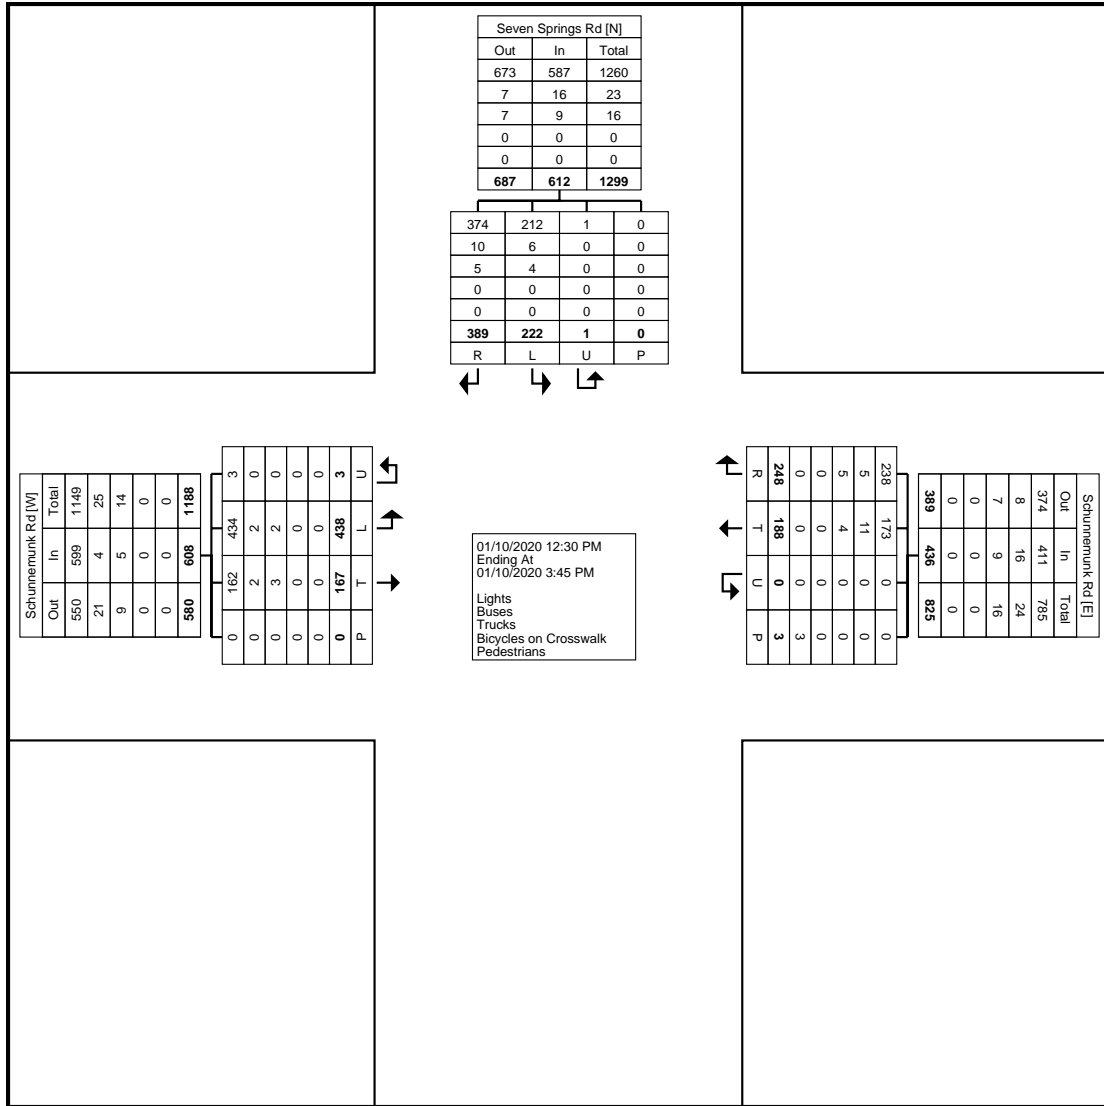 Seven Springs Rd [N]
Out In Total
673 587 1260
7 16 23
7 9 16
0 0 0
0 0 0
687 612 1299
374 212 1 0
10 6 0 0
5 4 0 0
0 0 0 0
0 0 0 0
389 222 1 0
R L U P
Schunnemunk Rd [W]
Out In Total
550 599 1149
21 4 25
9 5 14
0 0 0
0 0 0
580 608 1188
0 162 434 3
0 2 2 0
0 3 2 0
0 0 0 0
0 0 0 0
0 167 438 3
P T L U
01/10/2020 12:30 PM
Ending At
01/10/2020 3:45 PM
Lights
Buses
Trucks
Bicycles on Crosswalk
Pedestrians
238 173 0 0
5 11 0 0
5 4 0 0
0 0 0 0
0 0 0 3
248 188 0 3
R T U P
Schunnemunk Rd [E]
Out In Total
374 411 785
8 16 24
7 9 16
0 0 0
0 0 0
389 436 825